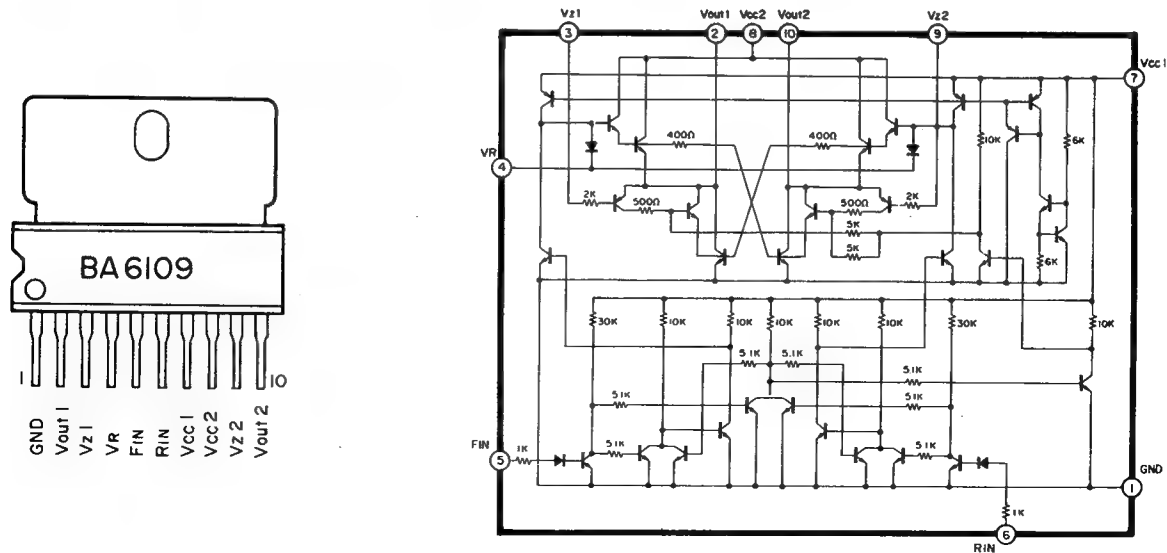 BA6109
1
10
GND
Vout 1
Vz 1
VR
FIN
RIN
Vcc 1
Vcc 2
Vz 2
Vout 2
Vz1
Vout1
Vcc2
Vout2
Vz2
3
2
8
10
9
Vcc 1
7
VR
4
400Ω
400Ω
10K
6K
2K
500Ω
500Ω
2K
5K
5K
6K
30K
10K
10K
10K
10K
10K
30K
10K
5.1K
5.1K
5.1K
5.1K
5.1K
FIN
5
1K
5.1K
5.1K
GND
1
1K
6
RIN